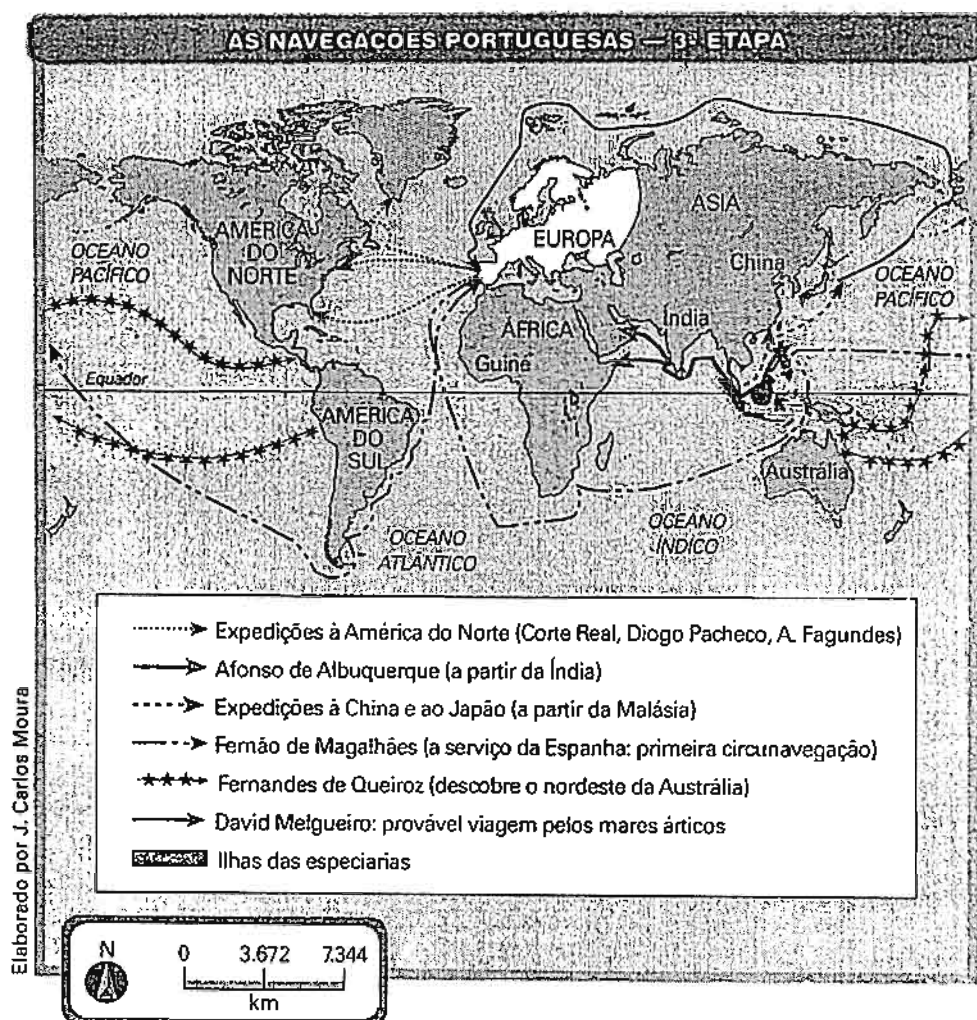 AS NAVEGAÇÕES PORTUGUESAS — 3ª ETAPA
ÁSIA
AMÉRICA
DO
NORTE
EUROPA
OCEANO
PACÍFICO
China
OCEANO
PACÍFICO
ÁFRICA
Índia
Guiné
Equador
AMÉRICA
DO
SUL
Austrália
OCEANO
ATLÂNTICO
OCEANO
ÍNDICO
Expedições à América do Norte (Corte Real, Diogo Pacheco, A. Fagundes)
Afonso de Albuquerque (a partir da Índia)
Expedições à China e ao Japão (a partir da Malásia)
Fernão de Magalhães (a serviço da Espanha: primeira circunavegação)
Fernandes de Queiroz (descobre o nordeste da Austrália)
David Melgueiro: provável viagem pelos mares árticos
Ilhas das especiarias
Elaborado por J. Carlos Moura
N
0 3.672 7.344
km